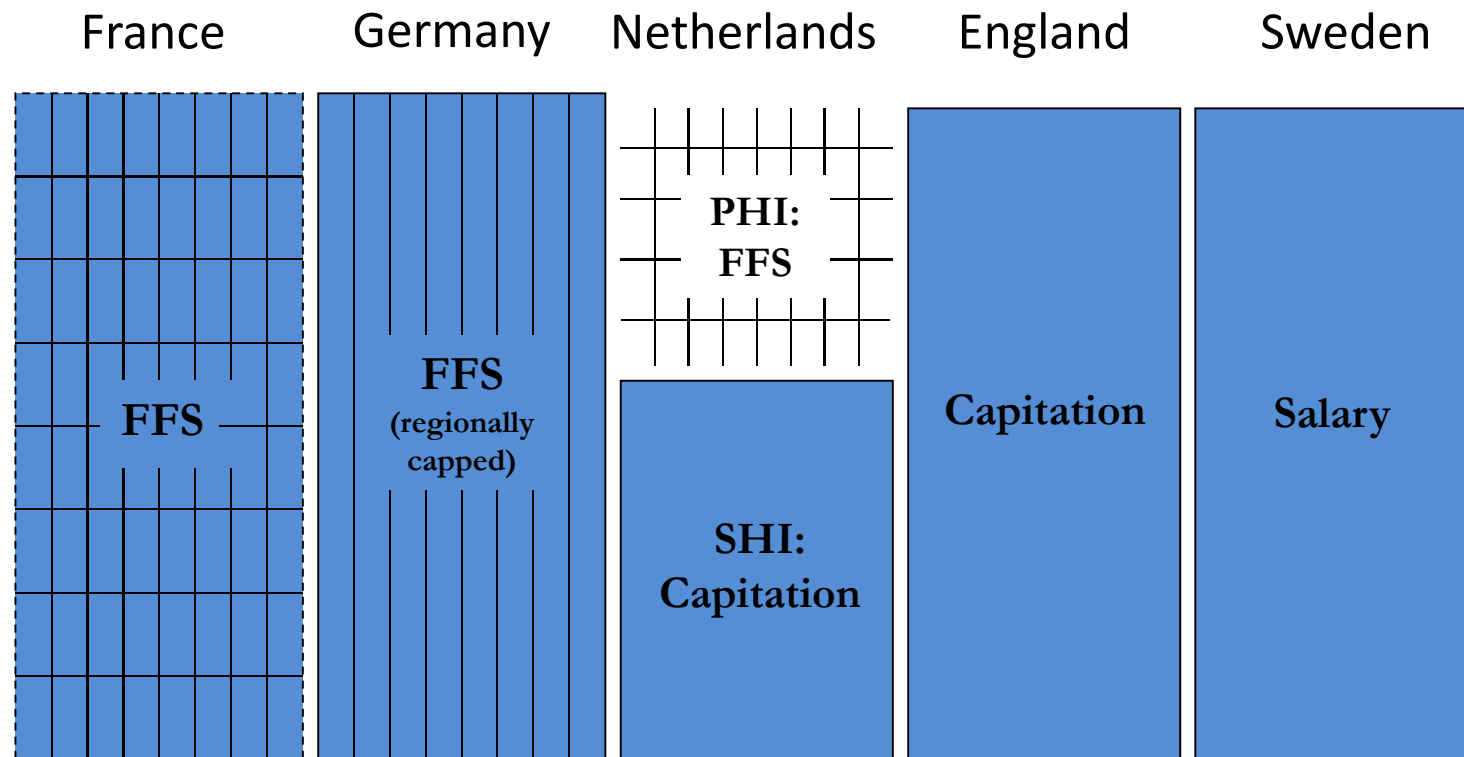 France
Germany
Netherlands
England
Sweden
FFS
FFS
(regionally
capped)
PHI:
FFS
SHI:
Capitation
Capitation
Salary